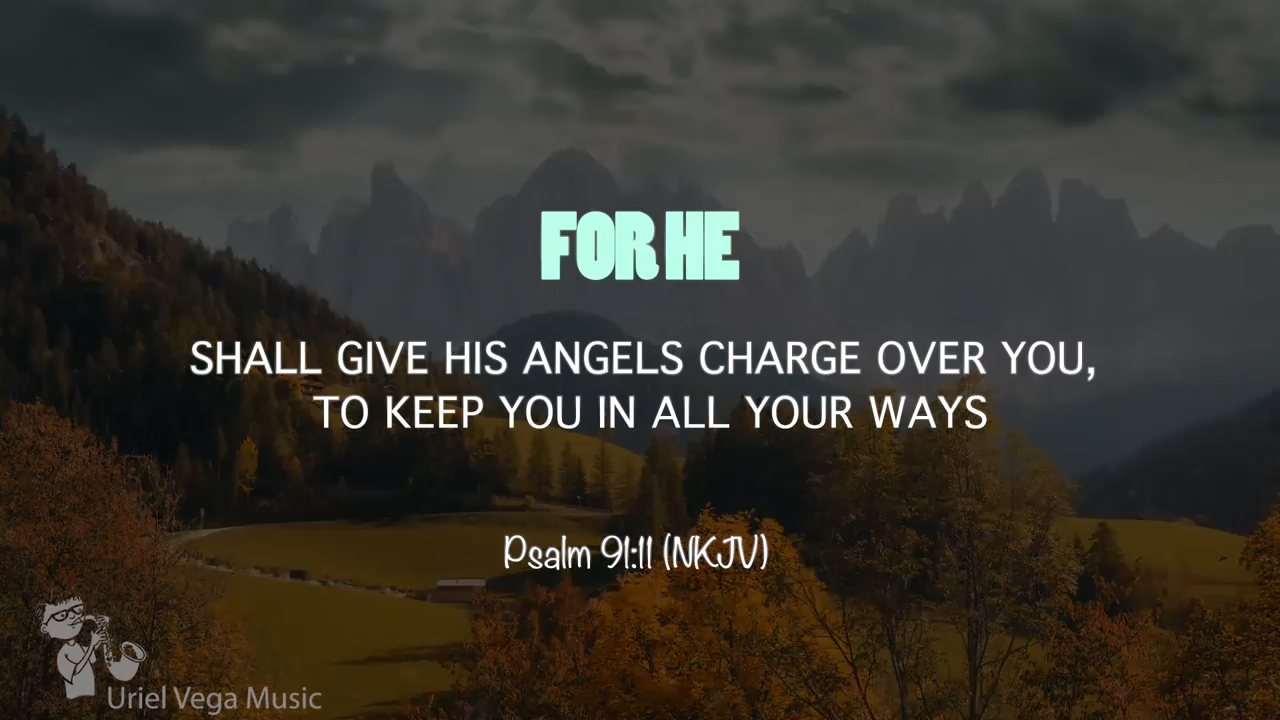 FOR HE
SHALL GIVE HIS ANGELS CHARGE OVER YOU,
TO KEEP YOU IN ALL YOUR WAYS
Psalm 91:11 (NKJV)
Uriel Vega Music